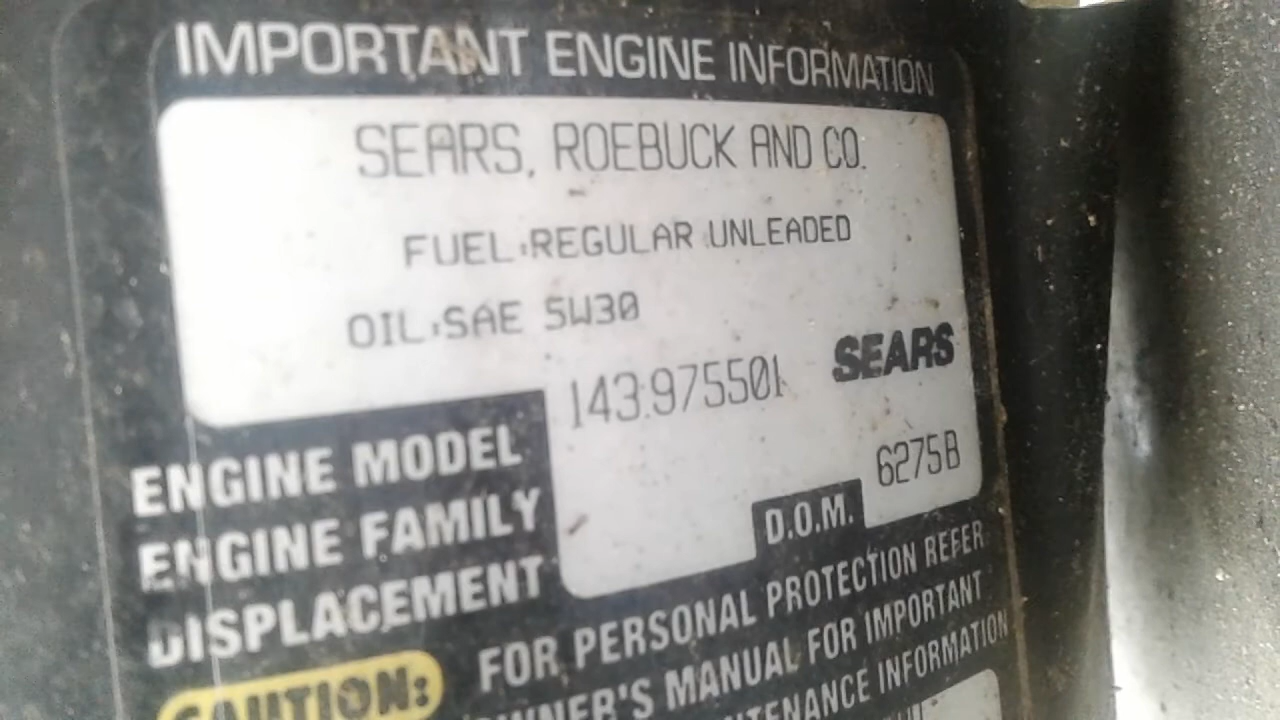 IMPORTANT ENGINE INFORMATION
SEARS, ROEBUCK AND CO.
FUEL:REGULAR UNLEADED
OIL:SAE 5W30
SEARS
ENGINE MODEL 143.975501
ENGINE FAMILY 6275B
DISPLACEMENT D.O.M.
CAUTION: FOR PERSONAL PROTECTION REFER
OWNER'S MANUAL FOR IMPORTANT
INFORMATION